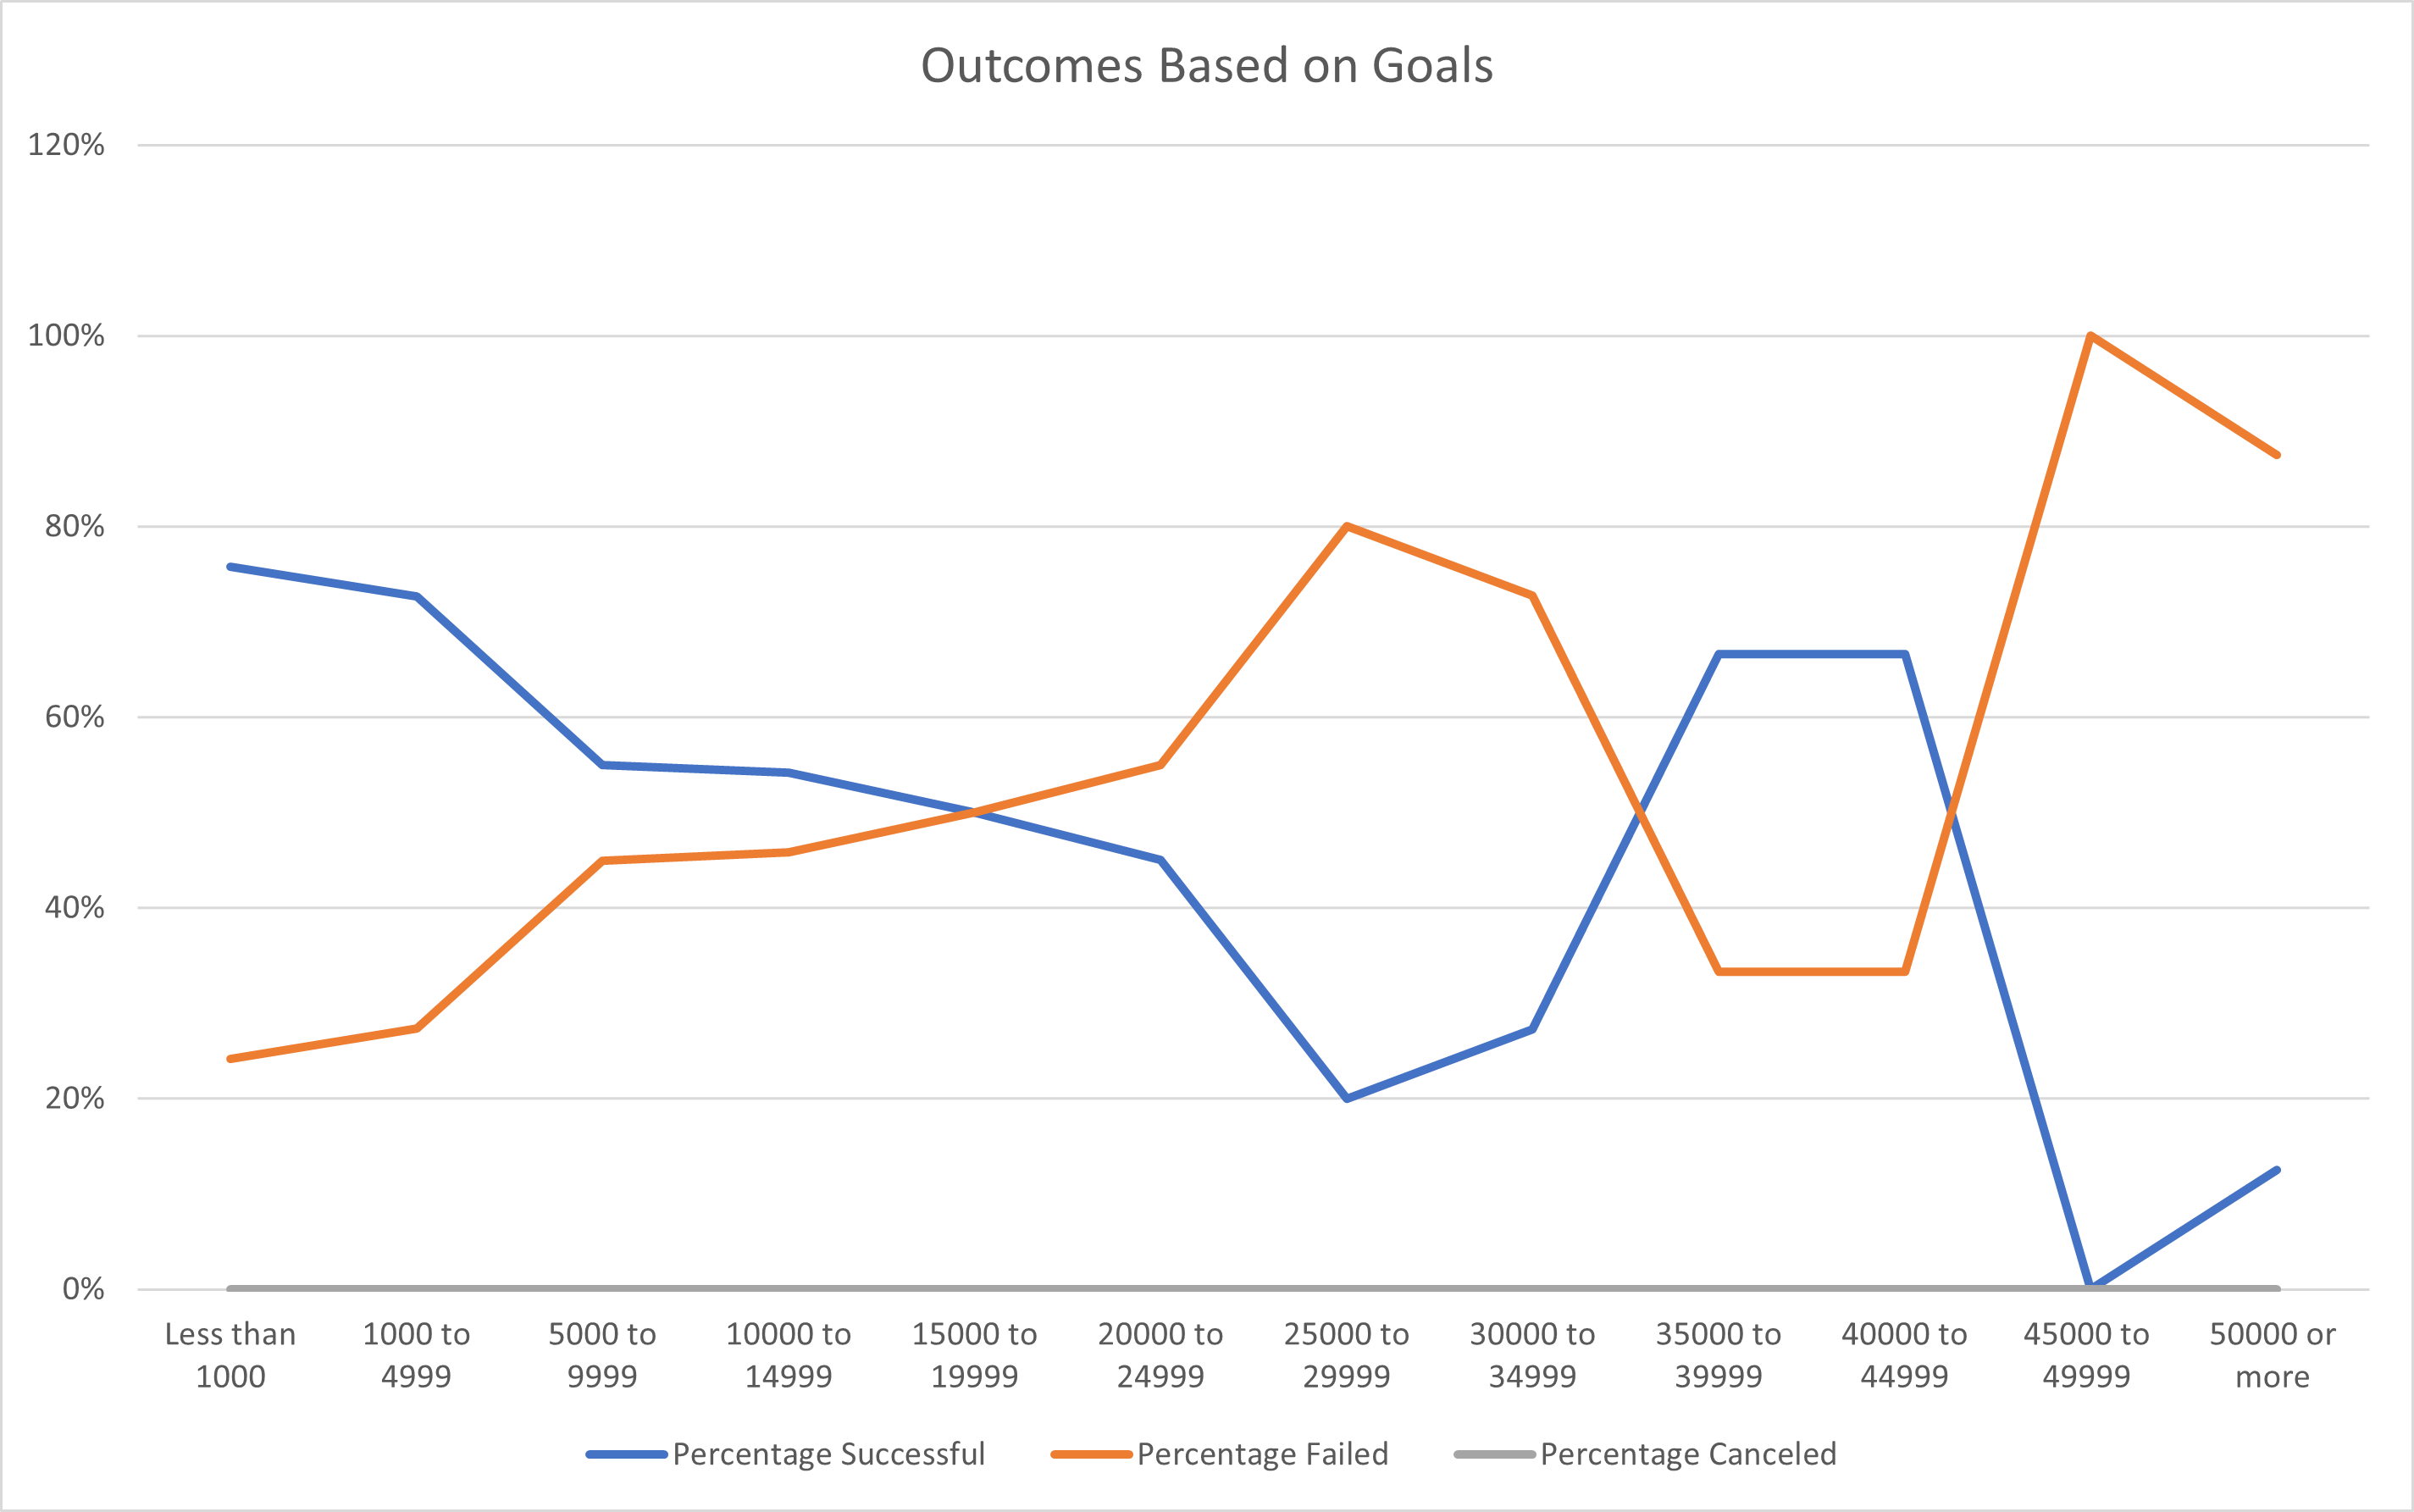 Outcomes Based on Goals
120%
100%
80%
60%
40%
20%
0%
Less than
1000
1000 to
4999
5000 to
9999
10000 to
14999
15000 to
19999
20000 to
24999
25000 to
29999
30000 to
34999
35000 to
39999
40000 to
44999
45000 to
49999
50000 or
more
Percentage Successful
Percentage Failed
Percentage Canceled